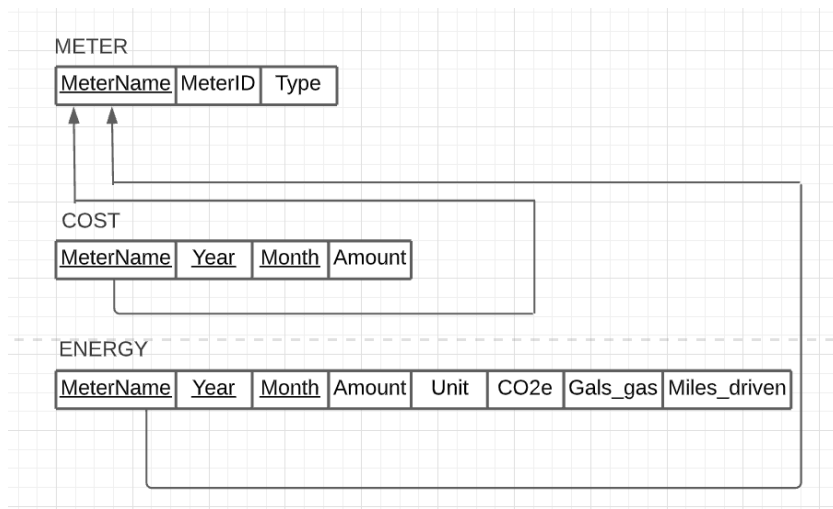 METER
MeterName MeterID Type
COST
MeterName Year Month Amount
ENERGY
MeterName Year Month Amount Unit CO2e Gals_gas Miles_driven